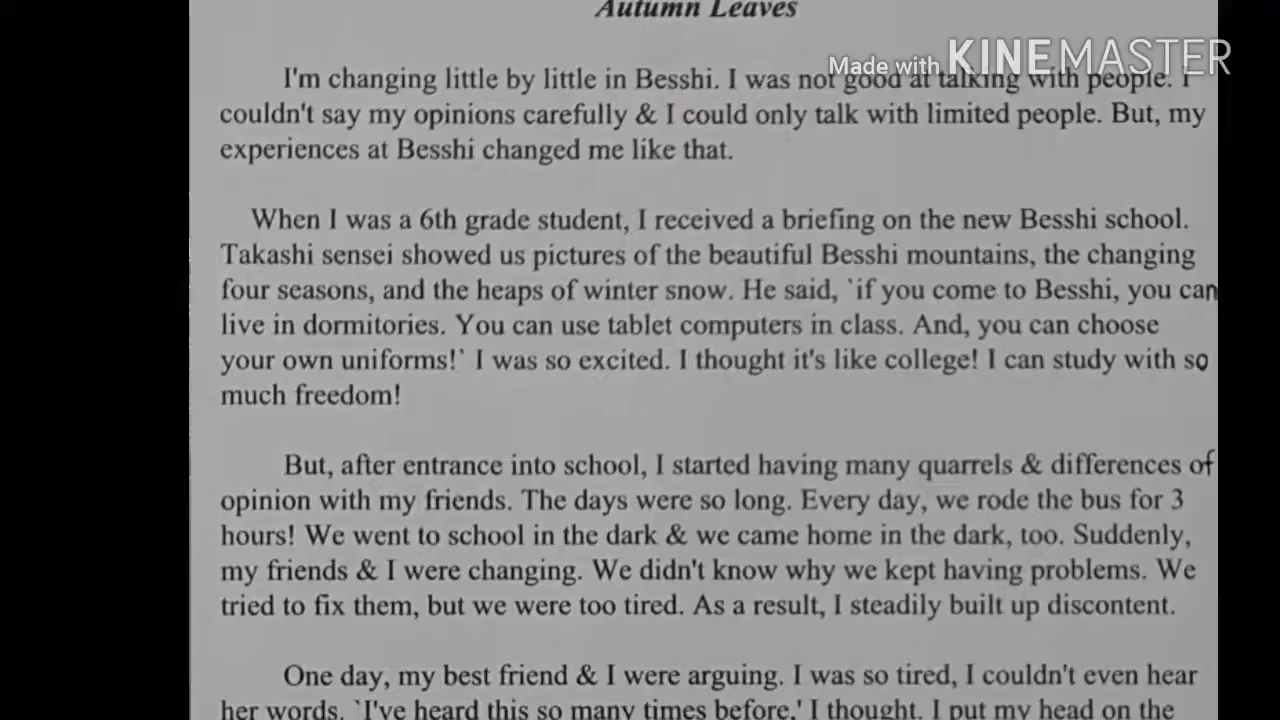 Autumn Leaves
Made with KINEMASTER
I'm changing little by little in Besshi. I was not good at talking with people. I
couldn't say my opinions carefully & I could only talk with limited people. But, my
experiences at Besshi changed me like that.
When I was a 6th grade student, I received a briefing on the new Besshi school.
Takashi sensei showed us pictures of the beautiful Besshi mountains, the changing
four seasons, and the heaps of winter snow. He said, `if you come to Besshi, you can
live in dormitories. You can use tablet computers in class. And, you can choose
your own uniforms!` I was so excited. I thought it's like college! I can study with so
much freedom!
But, after entrance into school, I started having many quarrels & differences of
opinion with my friends. The days were so long. Every day, we rode the bus for 3
hours! We went to school in the dark & we came home in the dark, too. Suddenly,
my friends & I were changing. We didn't know why we kept having problems. We
tried to fix them, but we were too tired. As a result, I steadily built up discontent.
One day, my best friend & I were arguing. I was so tired, I couldn't even hear
her words. `I've heard this so many times before,' I thought. I put my head on the